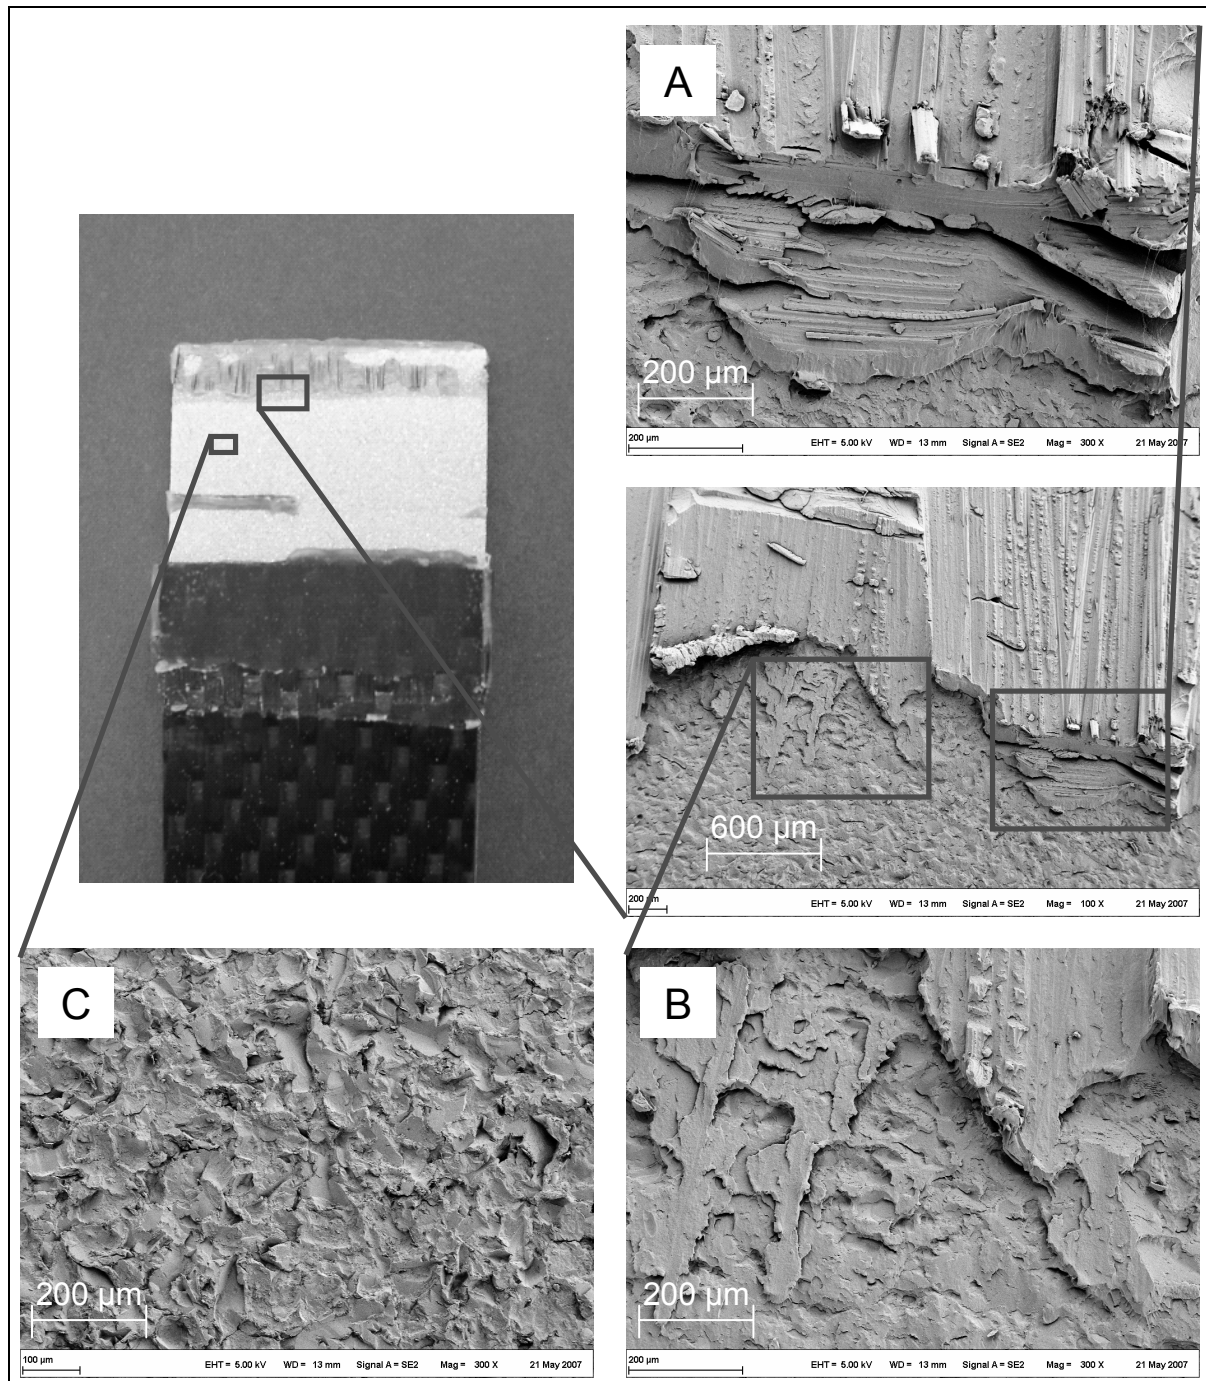 A
200 µm
200 µm EHT = 5.00 kV WD = 13 mm Signal A = SE2 Mag = 300 X 21 May 2007
600 µm
200 µm EHT = 5.00 kV WD = 13 mm Signal A = SE2 Mag = 100 X 21 May 2007
C
200 µm
100 µm EHT = 5.00 kV WD = 13 mm Signal A = SE2 Mag = 300 X 21 May 2007
B
200 µm
200 µm EHT = 5.00 kV WD = 13 mm Signal A = SE2 Mag = 300 X 21 May 2007